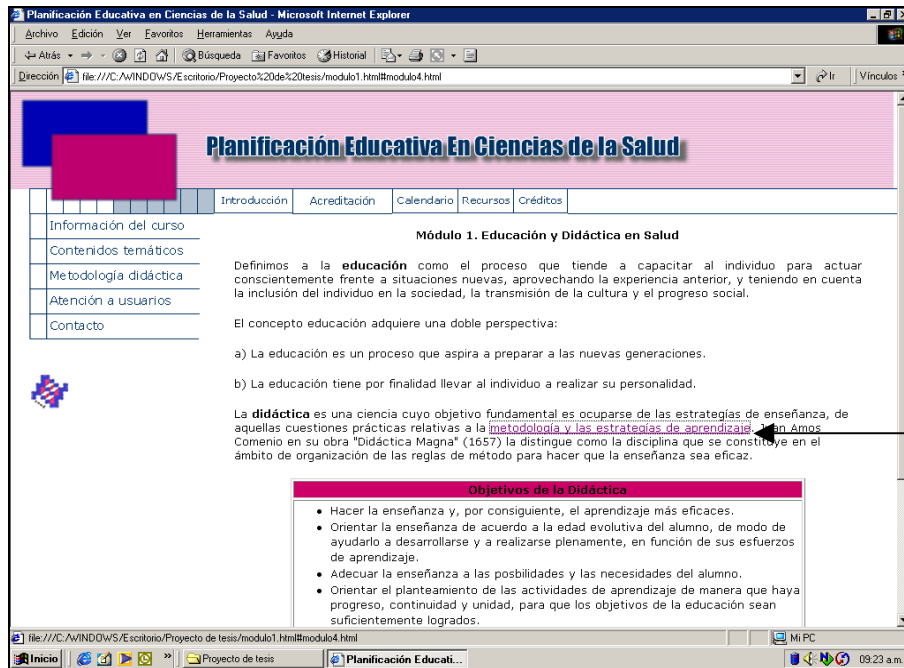 Planificación Educativa en Ciencias de la Salud - Microsoft Internet Explorer
Archivo Edición Ver Favoritos Herramientas Ayuda
Atrás Búsqueda Favoritos Historial
Dirección file:///C:/WINDOWS/Escritorio/Proyecto%20de%20tesis/modulo1.html#modulo4.html Ir Vínculos
Planificación Educativa En Ciencias de la Salud
Introducción Acreditación Calendario Recursos Créditos
Información del curso
Contenidos temáticos
Metodología didáctica
Atención a usuarios
Contacto
Módulo 1. Educación y Didáctica en Salud
Definimos a la educación como el proceso que tiende a capacitar al individuo para actuar
conscientemente frente a situaciones nuevas, aprovechando la experiencia anterior, y teniendo en cuenta
la inclusión del individuo en la sociedad, la transmisión de la cultura y el progreso social.
El concepto educación adquiere una doble perspectiva:
a) La educación es un proceso que aspira a preparar a las nuevas generaciones.
b) La educación tiene por finalidad llevar al individuo a realizar su personalidad.
La didáctica es una ciencia cuyo objetivo fundamental es ocuparse de las estrategías de enseñanza, de
aquellas cuestiones prácticas relativas a la metodología y las estrategías de aprendizaje. Juan Amos
Comenio en su obra "Didáctica Magna" (1657) la distingue como la disciplina que se constituye en el
ámbito de organización de las reglas de método para hacer que la enseñanza sea eficaz.
Objetivos de la Didáctica
• Hacer la enseñanza y, por consiguiente, el aprendizaje más eficaces.
• Orientar la enseñanza de acuerdo a la edad evolutiva del alumno, de modo de
ayudarlo a desarrollarse y a realizarse plenamente, en función de sus esfuerzos
de aprendizaje.
• Adecuar la enseñanza a las posbilidades y las necesidades del alumno.
• Orientar el planteamiento de las actividades de aprendizaje de manera que haya
progreso, continuidad y unidad, para que los objetivos de la educación sean
suficientemente logrados.
file:///C:/WINDOWS/Escritorio/Proyecto de tesis/modulo1.html#modulo4.html Mi PC
Inicio Proyecto de tesis Planificación Educati... 09:23 a.m.